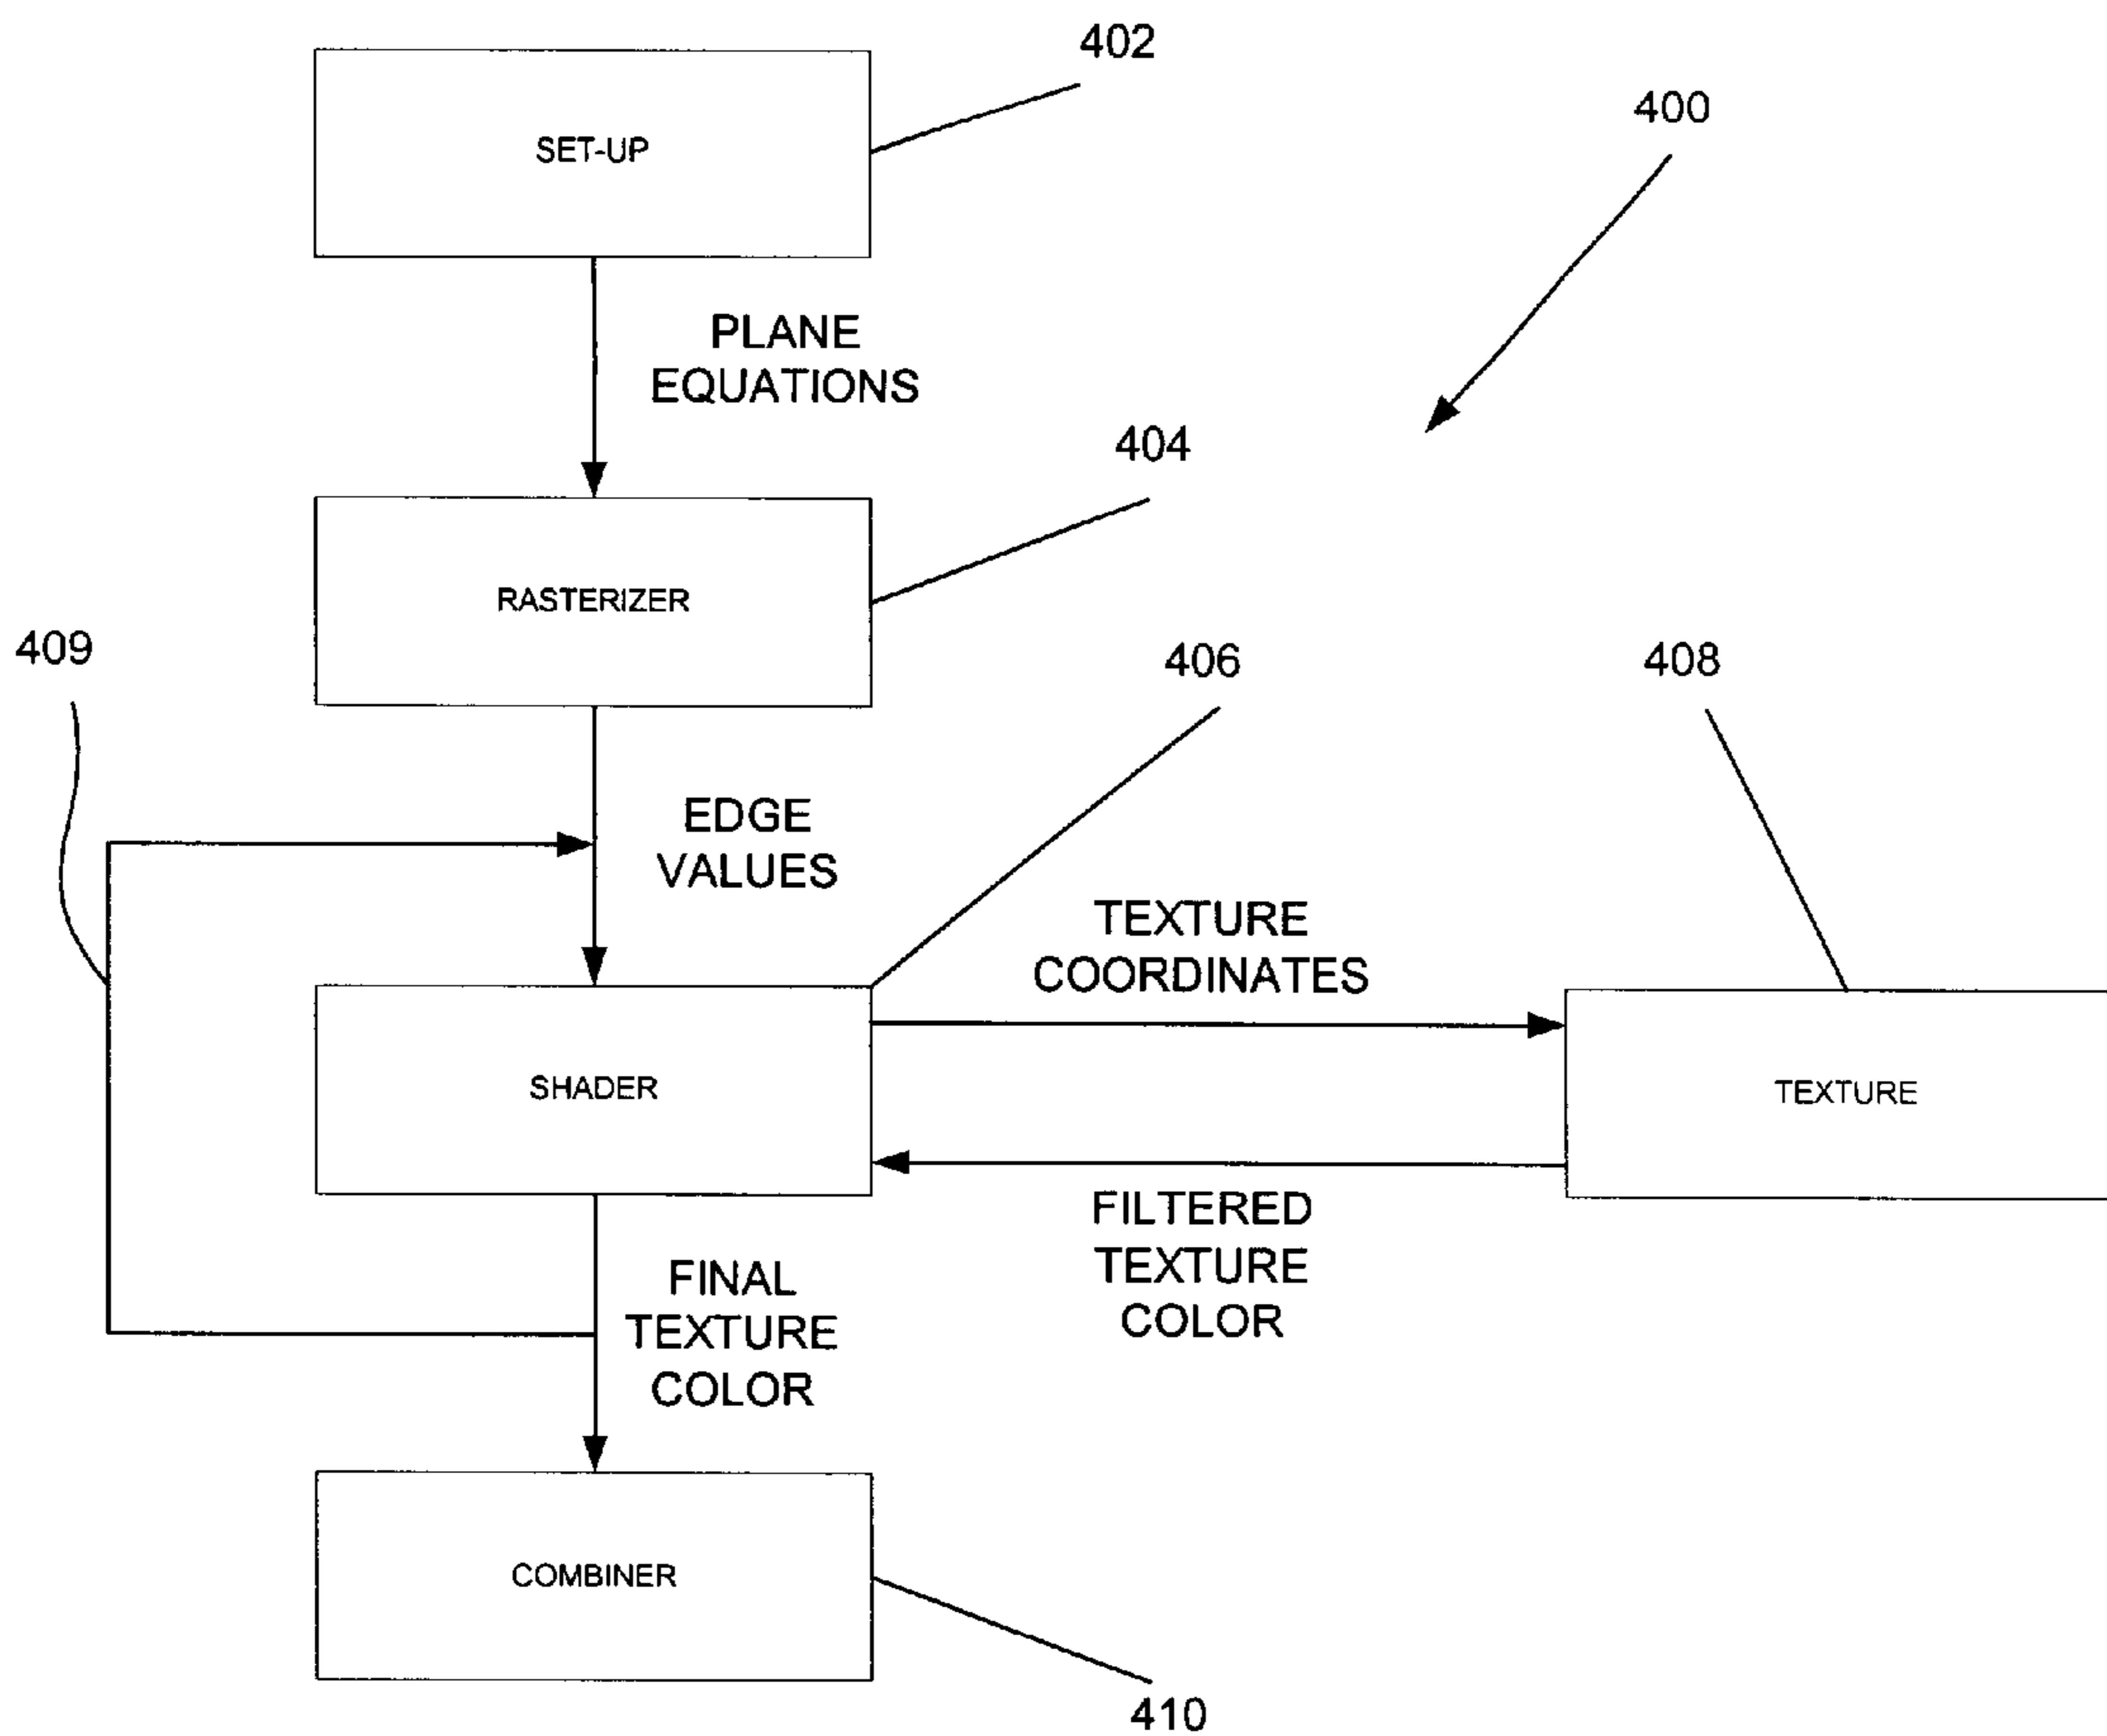 402
400
SET-UP
PLANE
EQUATIONS
404
RASTERIZER
409
406
408
EDGE
VALUES
TEXTURE
COORDINATES
SHADER
TEXTURE
FILTERED
TEXTURE
COLOR
FINAL
TEXTURE
COLOR
COMBINER
410